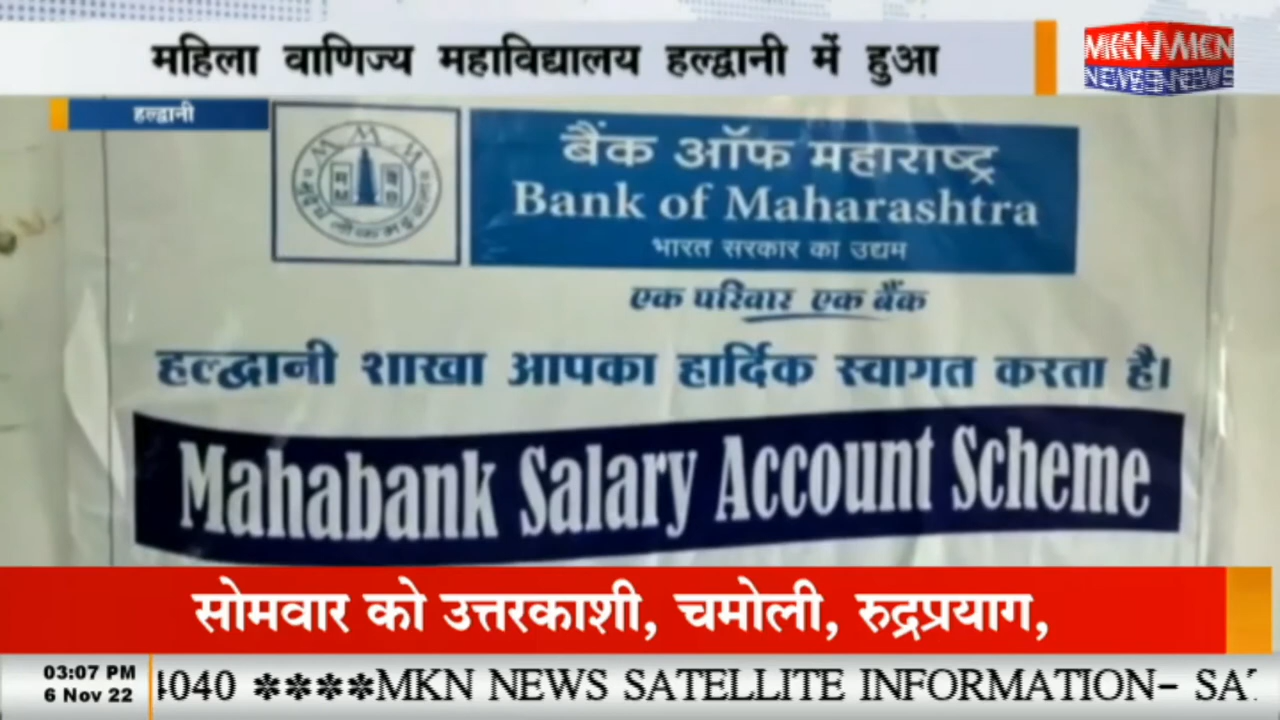 महिला वाणिज्य महाविद्यालय हल्द्वानी में हुआ
हल्द्वानी
बैंक ऑफ महाराष्ट्र
Bank of Maharashtra
भारत सरकार का उद्यम
एक परिवार एक बैंक
हल्द्वानी शाखा आपका हार्दिक स्वागत करता है।
Mahabank Salary Account Scheme
सोमवार को उत्तरकाशी, चमोली, रुद्रप्रयाग,
03:07 PM
6 Nov 22
4040 ****MKN NEWS SATELLITE INFORMATION- SAT